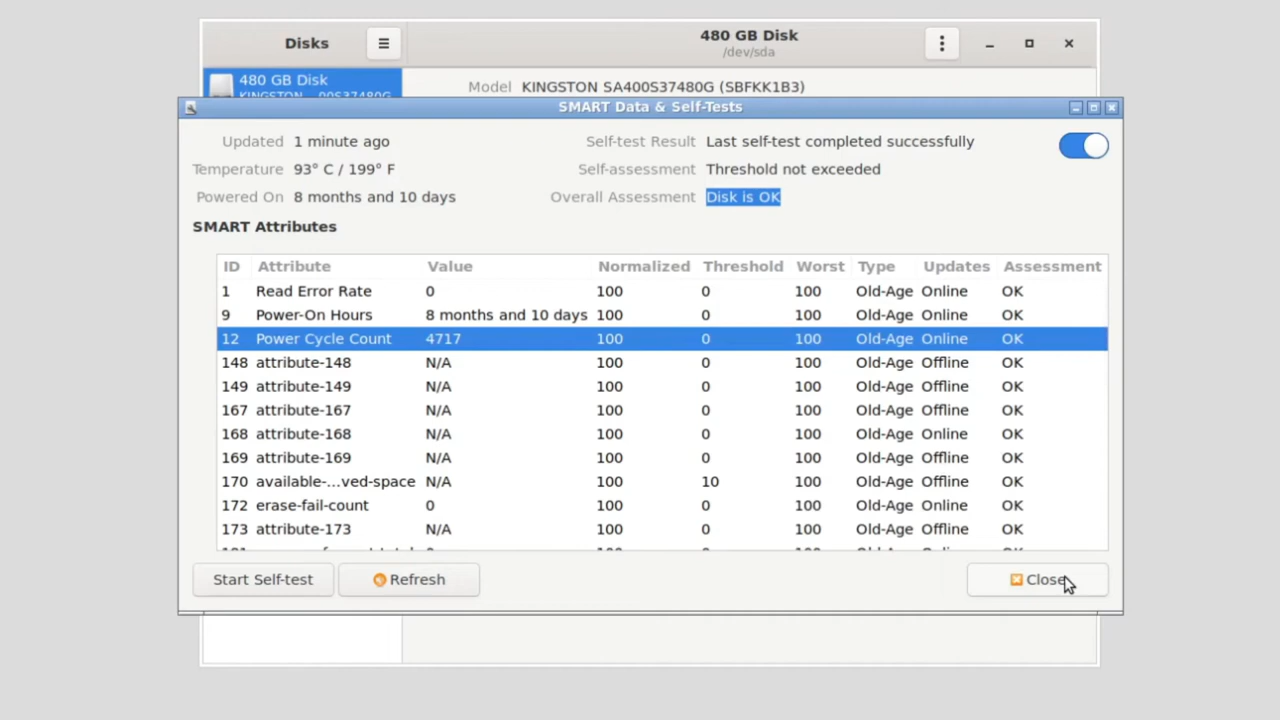 Disks
480 GB Disk
/dev/sda
480 GB Disk
KINGSTON ...00S37480G
Model KINGSTON SA400S37480G (SBFKK1B3)
SMART Data & Self-Tests
Updated 1 minute ago
Self-test Result Last self-test completed successfully
Temperature 93° C / 199° F
Self-assessment Threshold not exceeded
Powered On 8 months and 10 days
Overall Assessment Disk is OK
SMART Attributes
ID Attribute Value Normalized Threshold Worst Type Updates Assessment
1 Read Error Rate 0 100 0 100 Old-Age Online OK
9 Power-On Hours 8 months and 10 days 100 0 100 Old-Age Online OK
12 Power Cycle Count 4717 100 0 100 Old-Age Online OK
148 attribute-148 N/A 100 0 100 Old-Age Offline OK
149 attribute-149 N/A 100 0 100 Old-Age Offline OK
167 attribute-167 N/A 100 0 100 Old-Age Offline OK
168 attribute-168 N/A 100 0 100 Old-Age Online OK
169 attribute-169 N/A 100 0 100 Old-Age Offline OK
170 available-...ved-space N/A 100 10 100 Old-Age Offline OK
172 erase-fail-count 0 100 0 100 Old-Age Online OK
173 attribute-173 N/A 100 0 100 Old-Age Offline OK
Start Self-test
Refresh
Close